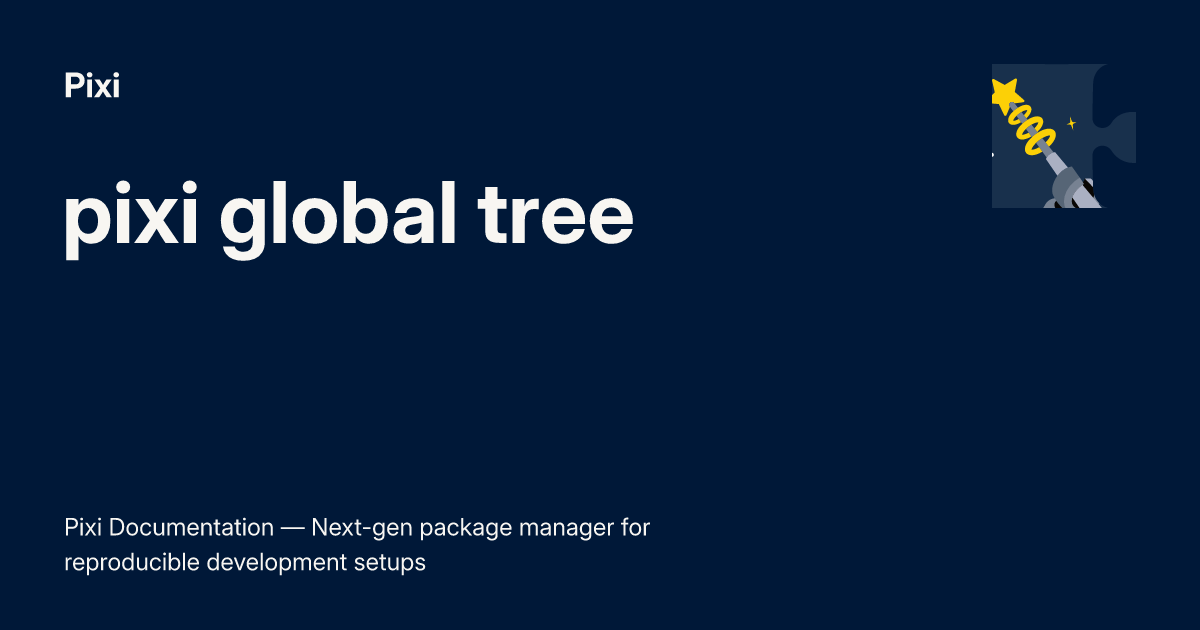 Pixi
pixi global tree
Pixi Documentation — Next-gen package manager for
reproducible development setups